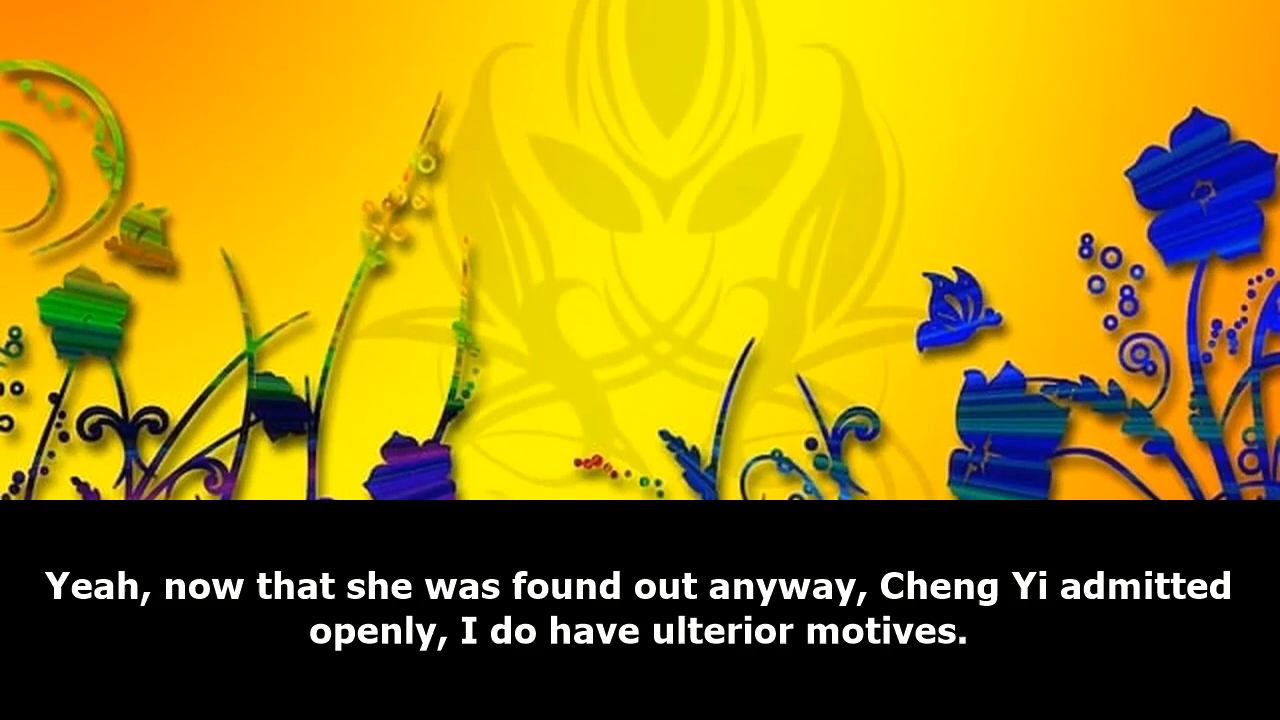 Yeah, now that she was found out anyway, Cheng Yi admitted
openly, I do have ulterior motives.